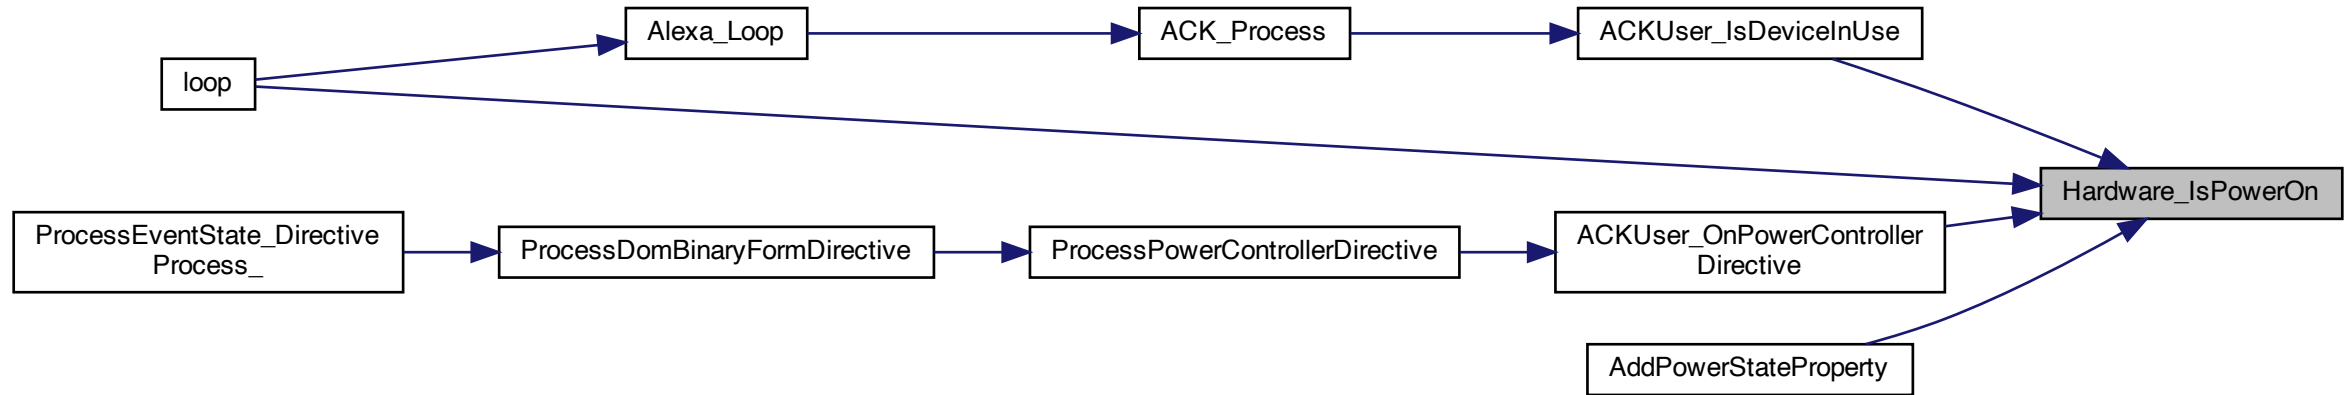 Alexa_Loop
ACK_Process
ACKUser_IsDeviceInUse
loop
Hardware_IsPowerOn
ProcessEventState_Directive
Process_
ProcessDomBinaryFormDirective
ProcessPowerControllerDirective
ACKUser_OnPowerController
Directive
AddPowerStateProperty